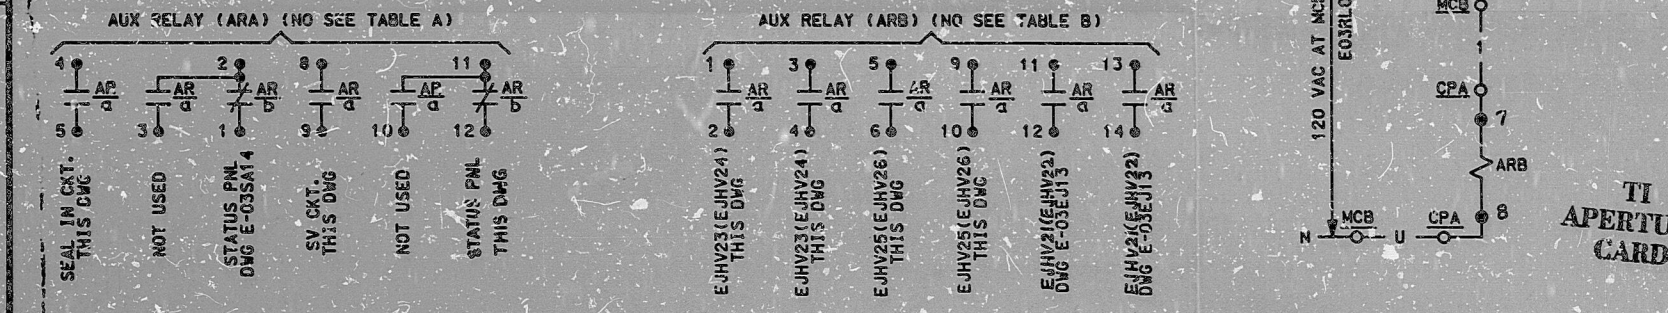 AUX RELAY (ARA) (NO SEE TABLE A)
4 2 8 11
AR/a AR/a AR/b AR/a AR/a AR/b
5 3 1 9 10 12
SEAL IN CKT.
THIS DWG
NOT USED
STATUS PNL
DWG E-03SA14
SV CKT.
THIS DWG
NOT USED
STATUS PNL
THIS DWG
AUX RELAY (ARB) (NO SEE TABLE B)
1 3 5 9 11 13
AR/a AR/a AR/a AR/a AR/a AR/a
2 4 6 10 12 14
EJHV23(EJHV24)
THIS DWG
EJHV23(EJHV24)
THIS DWG
EJHV25(EJHV26)
THIS DWG
EJHV25(EJHV26)
THIS DWG
EJHV21(EJHV22)
DWG E-03EJ13
EJHV21(EJHV22)
DWG E-03EJ13
120 VAC AT MCB
MCB
1
CPA
7
ARB
8
N MCB U CPA
TI
APERTU
CARD